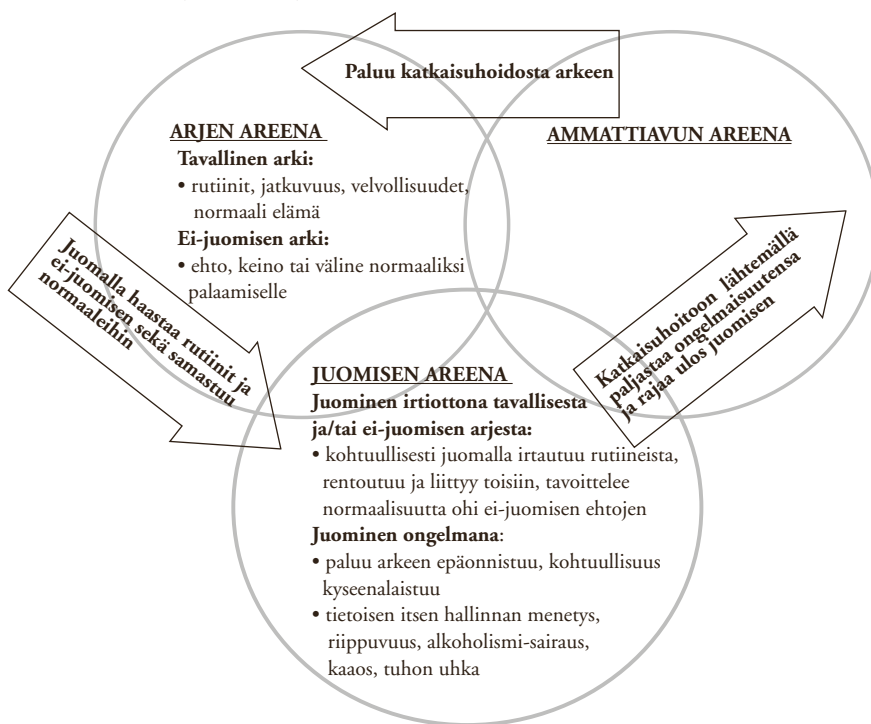 Paluu katkaisuhoidosta arkeen
ARJEN AREENA
Tavallinen arki:
• rutiinit, jatkuvuus, velvollisuudet,
normaali elämä
Ei-juomisen arki:
• ehto, keino tai väline normaaliksi
palaamiselle
AMMATTIAVUN AREENA
Juomalla haastaa rutiinit ja
ei-juomisen sekä samastuu
normaaleihin
Katkaisuhoitoon lähtemällä
paljastaa ongelmaisuutensa
ja rajaa ulos juomisen
JUOMISEN AREENA
Juominen irtiottona tavallisesta
ja/tai ei-juomisen arjesta:
• kohtuullisesti juomalla irtautuu rutiineista,
rentoutuu ja liittyy toisiin, tavoittelee
normaalisuutta ohi ei-juomisen ehtojen
Juominen ongelmana:
• paluu arkeen epäonnistuu, kohtuullisuus
kyseenalaistuu
• tietoisen itsen hallinnan menetys,
riippuvuus, alkoholismi-sairaus,
kaaos, tuhon uhka